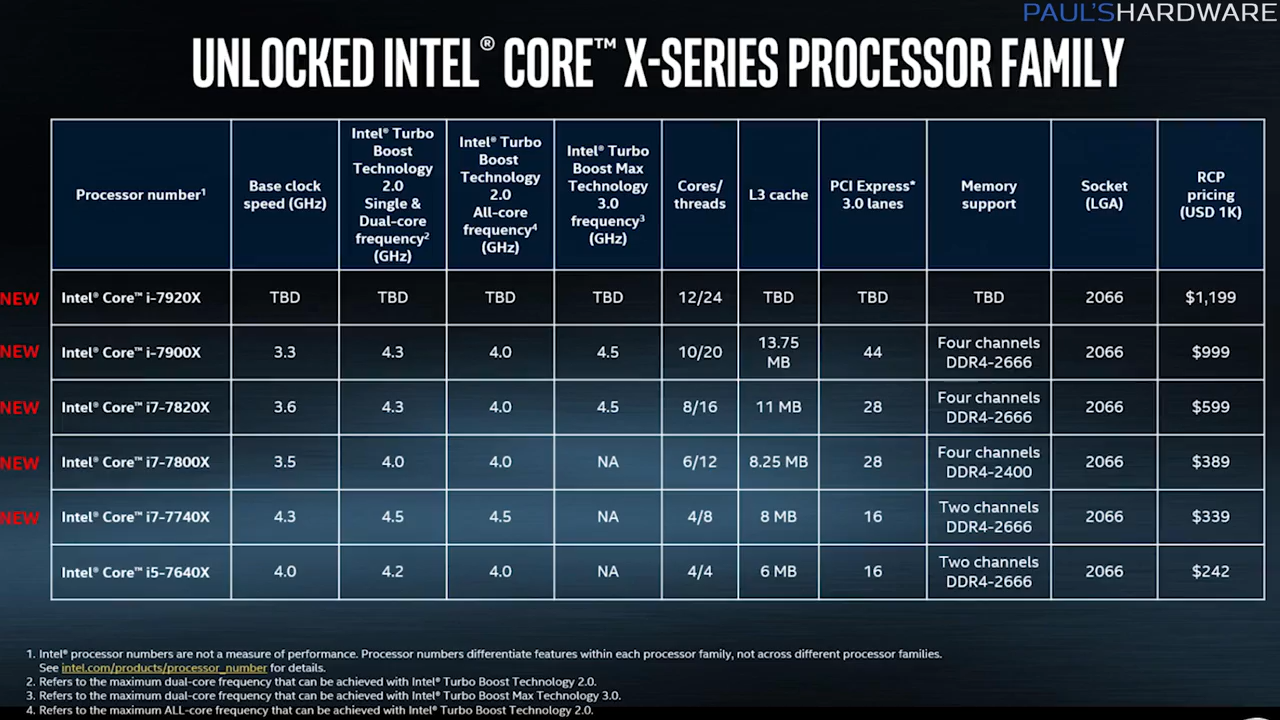 PAUL'SHARDWARE
UNLOCKED INTEL® CORE™ X-SERIES PROCESSOR FAMILY
Processor number1
Base clock
speed (GHz)
Intel® Turbo
Boost
Technology
2.0
Single &
Dual-core
frequency2
(GHz)
Intel® Turbo
Boost
Technology
2.0
All-core
frequency4
(GHz)
Intel® Turbo
Boost Max
Technology
3.0
frequency3
(GHz)
Cores/
threads
L3 cache
PCI Express*
3.0 lanes
Memory
support
Socket
(LGA)
RCP
pricing
(USD 1K)
NEW Intel® Core™ i-7920X TBD TBD TBD TBD 12/24 TBD TBD TBD 2066 $1,199
NEW Intel® Core™ i-7900X 3.3 4.3 4.0 4.5 10/20 13.75 MB 44 Four channels DDR4-2666 2066 $999
NEW Intel® Core™ i7-7820X 3.6 4.3 4.0 4.5 8/16 11 MB 28 Four channels DDR4-2666 2066 $599
NEW Intel® Core™ i7-7800X 3.5 4.0 4.0 NA 6/12 8.25 MB 28 Four channels DDR4-2400 2066 $389
NEW Intel® Core™ i7-7740X 4.3 4.5 4.5 NA 4/8 8 MB 16 Two channels DDR4-2666 2066 $339
Intel® Core™ i5-7640X 4.0 4.2 4.0 NA 4/4 6 MB 16 Two channels DDR4-2666 2066 $242
1. Intel® processor numbers are not a measure of performance. Processor numbers differentiate features within each processor family, not across different processor families.
See intel.com/products/processor_number for details.
2. Refers to the maximum dual-core frequency that can be achieved with Intel® Turbo Boost Technology 2.0.
3. Refers to the maximum dual-core frequency that can be achieved with Intel® Turbo Boost Max Technology 3.0.
4. Refers to the maximum ALL-core frequency that can be achieved with Intel® Turbo Boost Technology 2.0.